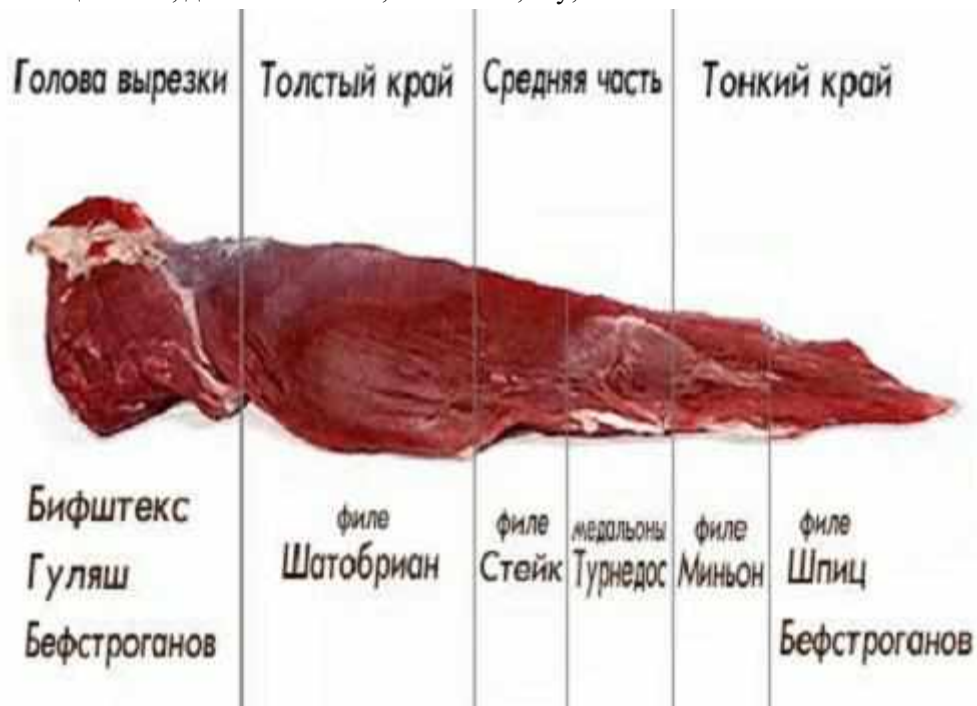 Голова вырезки
Толстый край
Средняя часть
Тонкий край
Бифштекс
Гуляш
Бефстроганов
филе
Шатобриан
филе
Стейк
медальоны
Турнедос
филе
Миньон
филе
Шпиц
Бефстроганов